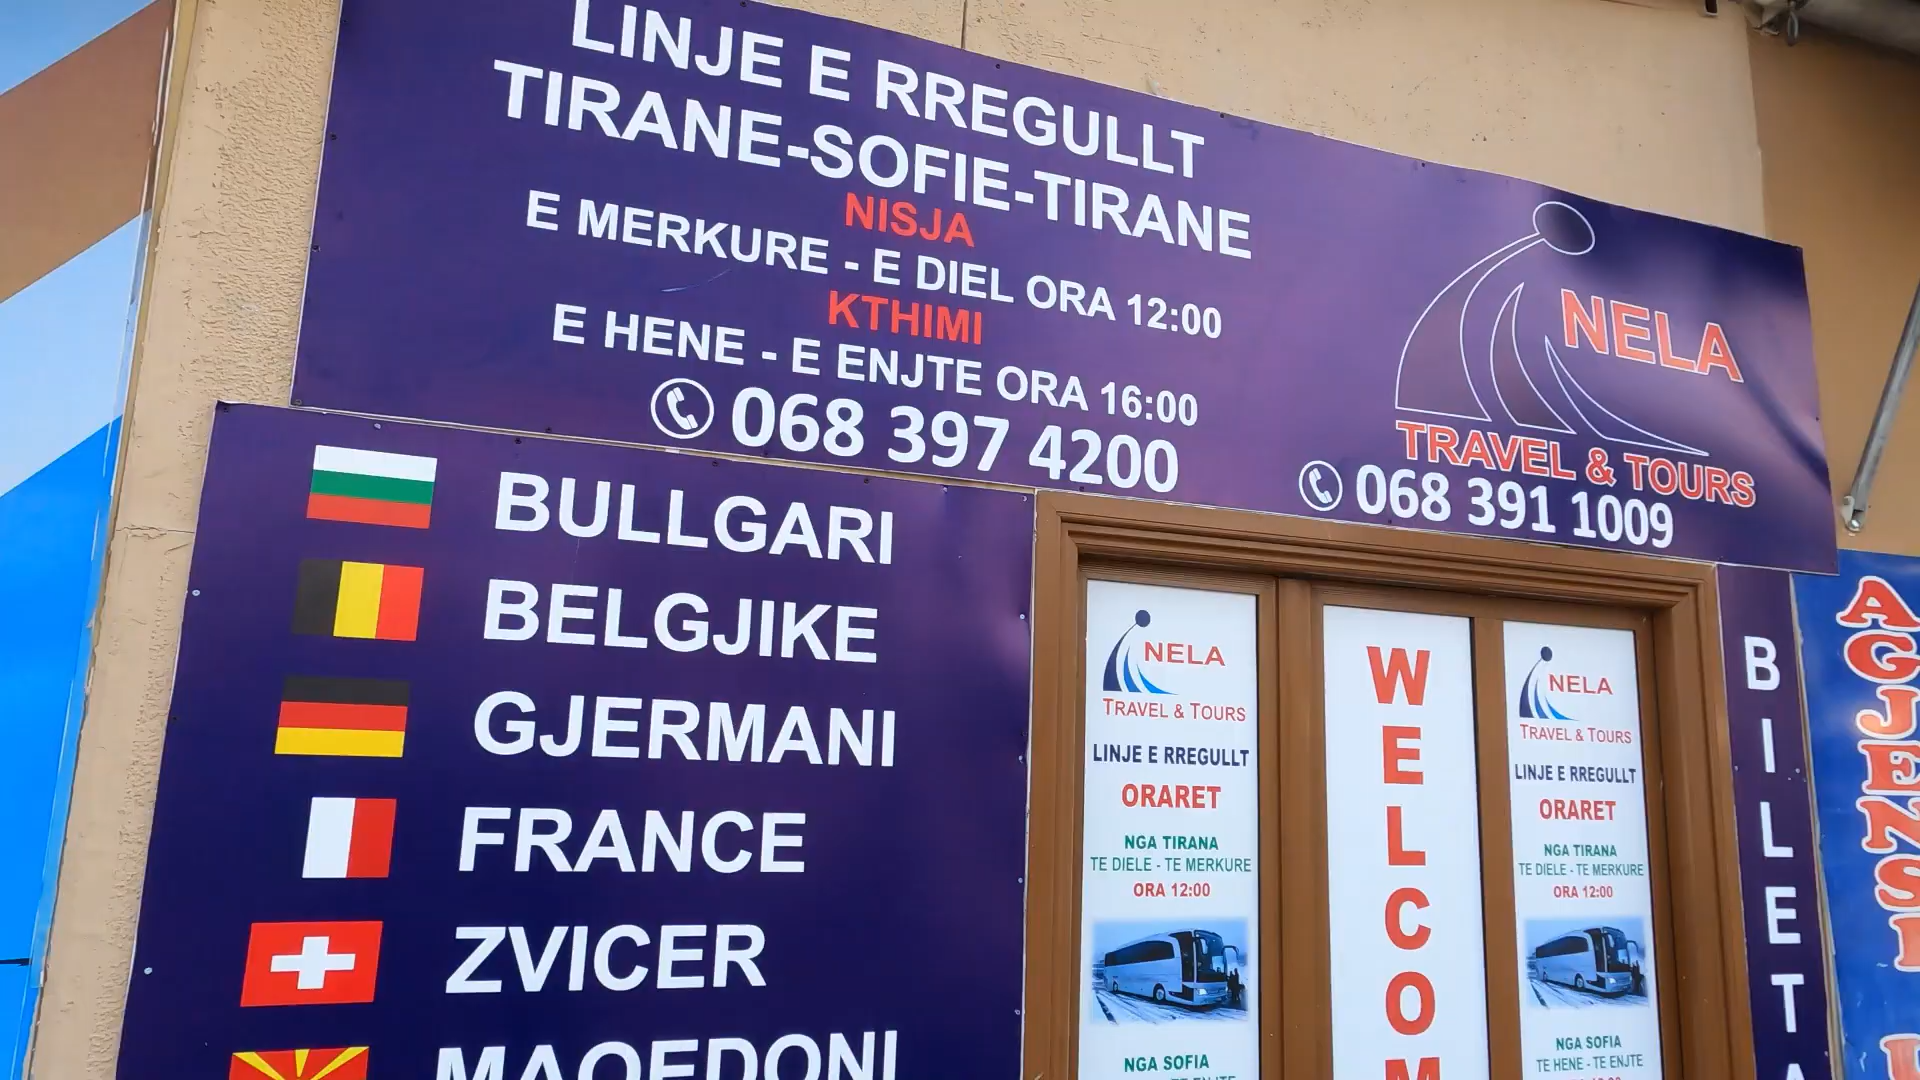 LINJE E RREGULLT
TIRANE-SOFIE-TIRANE
NISJA
E MERKURE - E DIEL ORA 12:00
KTHIMI
E HENE - E ENJTE ORA 16:00
068 397 4200
NELA
TRAVEL & TOURS
068 391 1009
BULLGARI
BELGJIKE
GJERMANI
FRANCE
ZVICER
MAQEDONI
NELA
TRAVEL & TOURS
LINJE E RREGULLT
ORARET
NGA TIRANA
TE DIELE - TE MERKURE
ORA 12:00
NGA SOFIA
WELCOM
NELA
TRAVEL & TOURS
LINJE E RREGULLT
ORARET
NGA TIRANA
TE DIELE - TE MERKURE
ORA 12:00
NGA SOFIA
TE HENE - TE ENJTE
BILETA
AGJENSI